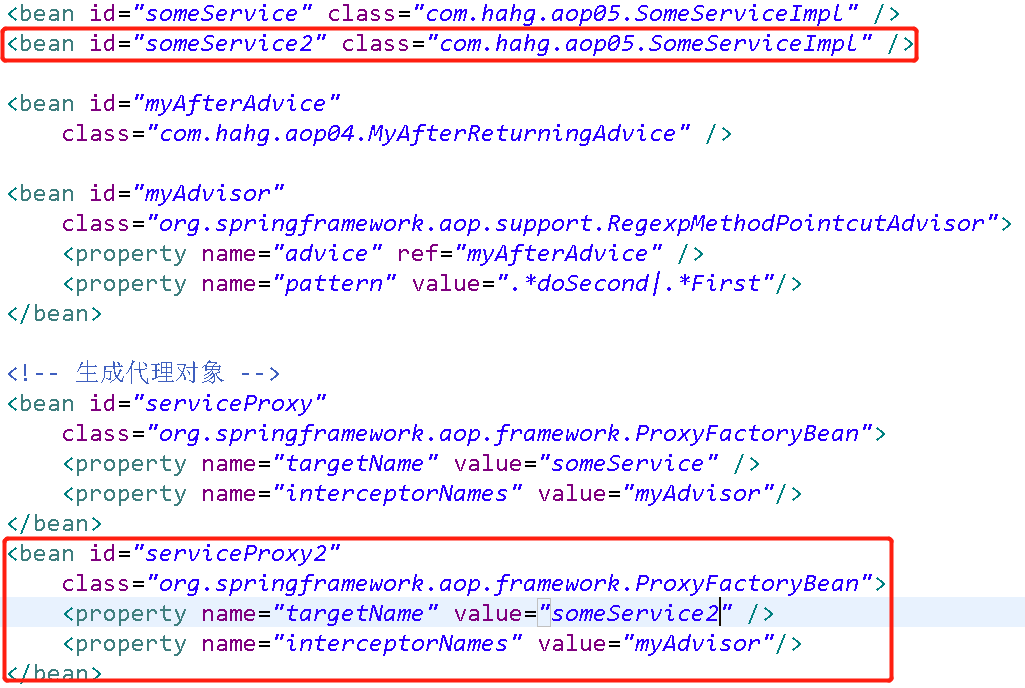 <bean id="someService" class="com.hahg.aop05.SomeServiceImpl" />
<bean id="someService2" class="com.hahg.aop05.SomeServiceImpl" />
<bean id="myAfterAdvice"
class="com.hahg.aop04.MyAfterReturningAdvice" />
<bean id="myAdvisor"
class="org.springframework.aop.support.RegexpMethodPointcutAdvisor">
<property name="advice" ref="myAfterAdvice" />
<property name="pattern" value=".*doSecond|.*First"/>
</bean>
<!-- 生成代理对象 -->
<bean id="serviceProxy"
class="org.springframework.aop.framework.ProxyFactoryBean">
<property name="targetName" value="someService" />
<property name="interceptorNames" value="myAdvisor"/>
</bean>
<bean id="serviceProxy2"
class="org.springframework.aop.framework.ProxyFactoryBean">
<property name="targetName" value="someService2" />
<property name="interceptorNames" value="myAdvisor"/>
</bean>